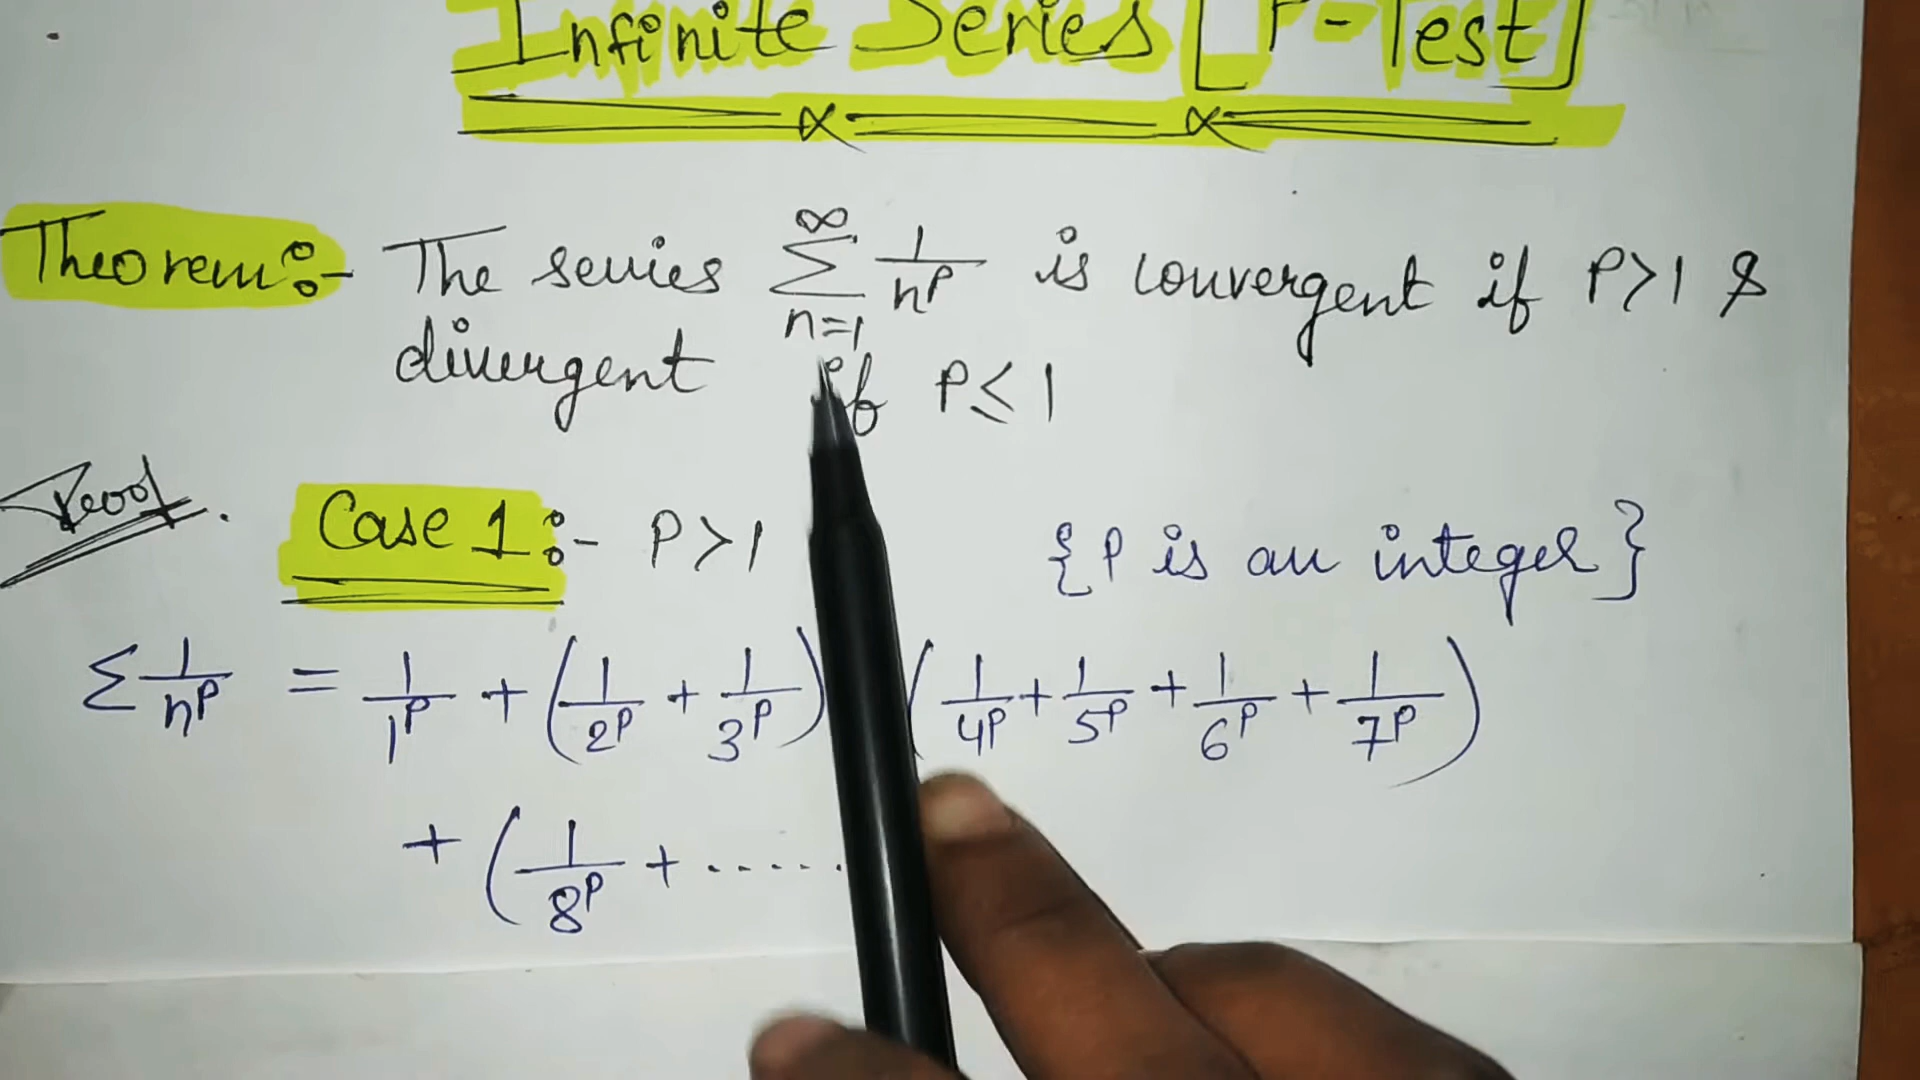 Infinite Series [P-Test]
Theorem:- The series ∞∑n=1 1/n^P is convergent if P>1 &
divergent if P≤1
Proof. Case 1:- P>1 {P is an integer}
Σ 1/n^P = 1/1^P + (1/2^P + 1/3^P) (1/4^P + 1/5^P + 1/6^P + 1/7^P)
+ (1/8^P + ......